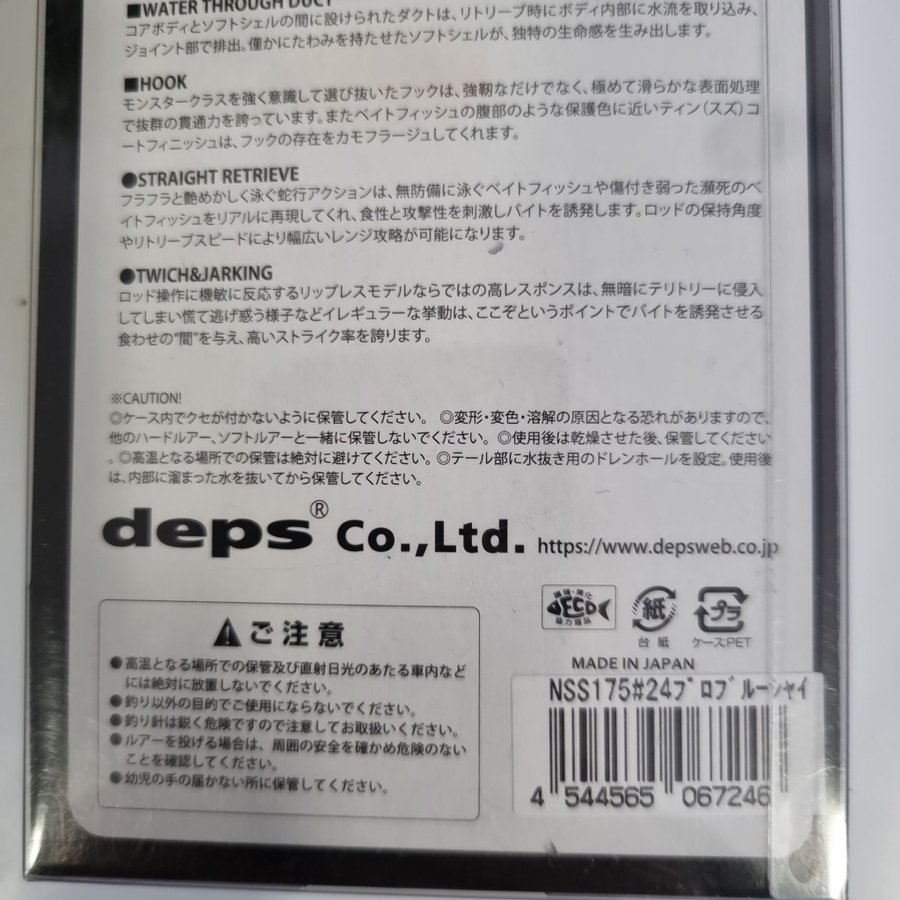 ■WATER THROUGH DUCT
コアボディとソフトシェルの間に設けられたダクトは、リトリーブ時にボディ内部に水流を取り込み、
ジョイント部で排出。僅かにたわみを持たせたソフトシェルが、独特の生命感を生み出します。
■HOOK
モンスタークラスを強く意識して選び抜いたフックは、強靭なだけでなく、極めて滑らかな表面処理
で抜群の貫通力を誇っています。またベイトフィッシュの腹部のような保護色に近いティン（スズ）コ
ートフィニッシュは、フックの存在をカモフラージュしてくれます。
●STRAIGHT RETRIEVE
フラフラと艶めかしく泳ぐ蛇行アクションは、無防備に泳ぐベイトフィッシュや傷付き弱った瀕死のベ
イトフィッシュをリアルに再現してくれ、食性と攻撃性を刺激しバイトを誘発します。ロッドの保持角度
やリトリーブスピードにより幅広いレンジ攻略が可能になります。
●TWICH&JARKING
ロッド操作に機敏に反応するリップレスモデルならではの高レスポンスは、無暗にテリトリーに侵入
してしまい慌て逃げ惑う様子などイレギュラーな挙動は、ここぞというポイントでバイトを誘発させる
食わせの“間”を与え、高いストライク率を誇ります。
※CAUTION!
◎ケース内でクセが付かないように保管してください。 ◎変形・変色・溶解の原因となる恐れがありますので、
他のハードルアー、ソフトルアーと一緒に保管しないでください。 ◎使用後は乾燥させた後、保管してください
。◎高温となる場所での保管は絶対に避けてください。◎テール部に水抜き用のドレンホールを設定。使用後
は、内部に溜まった水を抜いてから保管してください。
deps® Co.,Ltd. https://www.depsweb.co.jp
環境・美化
ECO
協力商品
紙
台紙
プラ
ケース:PET
MADE IN JAPAN
⚠ご注意
●高温となる場所での保管及び直射日光のあたる車内など
には絶対に放置しないでください。
●釣り以外の目的でご使用にならないでください。
●釣り針は鋭く危険ですので注意してお取扱いください。
●ルアーを投げる場合は、周囲の安全を確かめ危険のない
ことを確認してください。
●幼児の手の届かない所に保管してください。
NSS175#24ブロブルーシャイ
4 544565 067246